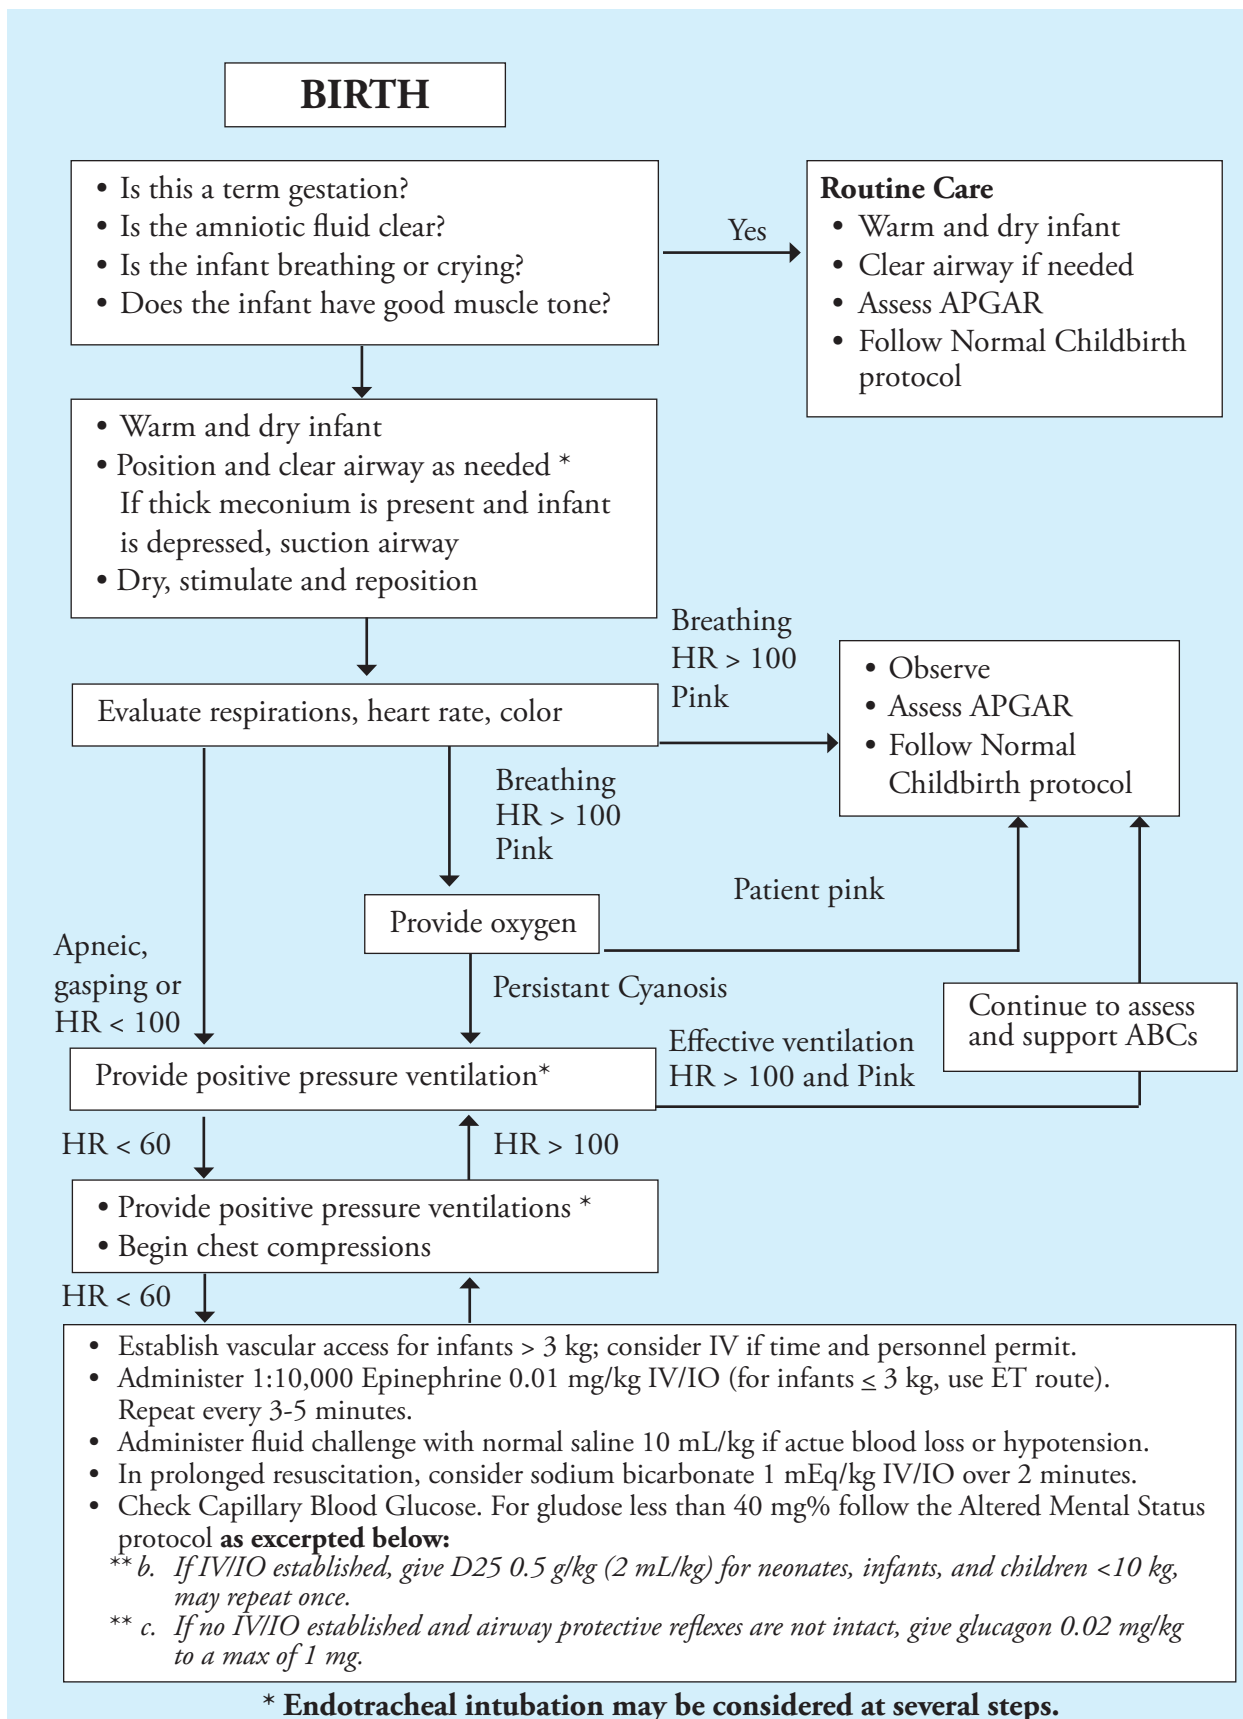 BIRTH
• Is this a term gestation?
• Is the amniotic fluid clear?
• Is the infant breathing or crying?
• Does the infant have good muscle tone?
Yes
Routine Care
• Warm and dry infant
• Clear airway if needed
• Assess APGAR
• Follow Normal Childbirth
protocol
• Warm and dry infant
• Position and clear airway as needed *
If thick meconium is present and infant
is depressed, suction airway
• Dry, stimulate and reposition
Breathing
HR > 100
Pink
Evaluate respirations, heart rate, color
• Observe
• Assess APGAR
• Follow Normal
Childbirth protocol
Breathing
HR > 100
Pink
Provide oxygen
Patient pink
Apneic,
gasping or
HR < 100
Persistant Cyanosis
Continue to assess
and support ABCs
Effective ventilation
HR > 100 and Pink
Provide positive pressure ventilation*
HR < 60
HR > 100
• Provide positive pressure ventilations *
• Begin chest compressions
HR < 60
• Establish vascular access for infants > 3 kg; consider IV if time and personnel permit.
• Administer 1:10,000 Epinephrine 0.01 mg/kg IV/IO (for infants ≤ 3 kg, use ET route).
Repeat every 3-5 minutes.
• Administer fluid challenge with normal saline 10 mL/kg if actue blood loss or hypotension.
• In prolonged resuscitation, consider sodium bicarbonate 1 mEq/kg IV/IO over 2 minutes.
• Check Capillary Blood Glucose. For gludose less than 40 mg% follow the Altered Mental Status
protocol as excerpted below:
** b. If IV/IO established, give D25 0.5 g/kg (2 mL/kg) for neonates, infants, and children <10 kg,
may repeat once.
** c. If no IV/IO established and airway protective reflexes are not intact, give glucagon 0.02 mg/kg
to a max of 1 mg.
* Endotracheal intubation may be considered at several steps.